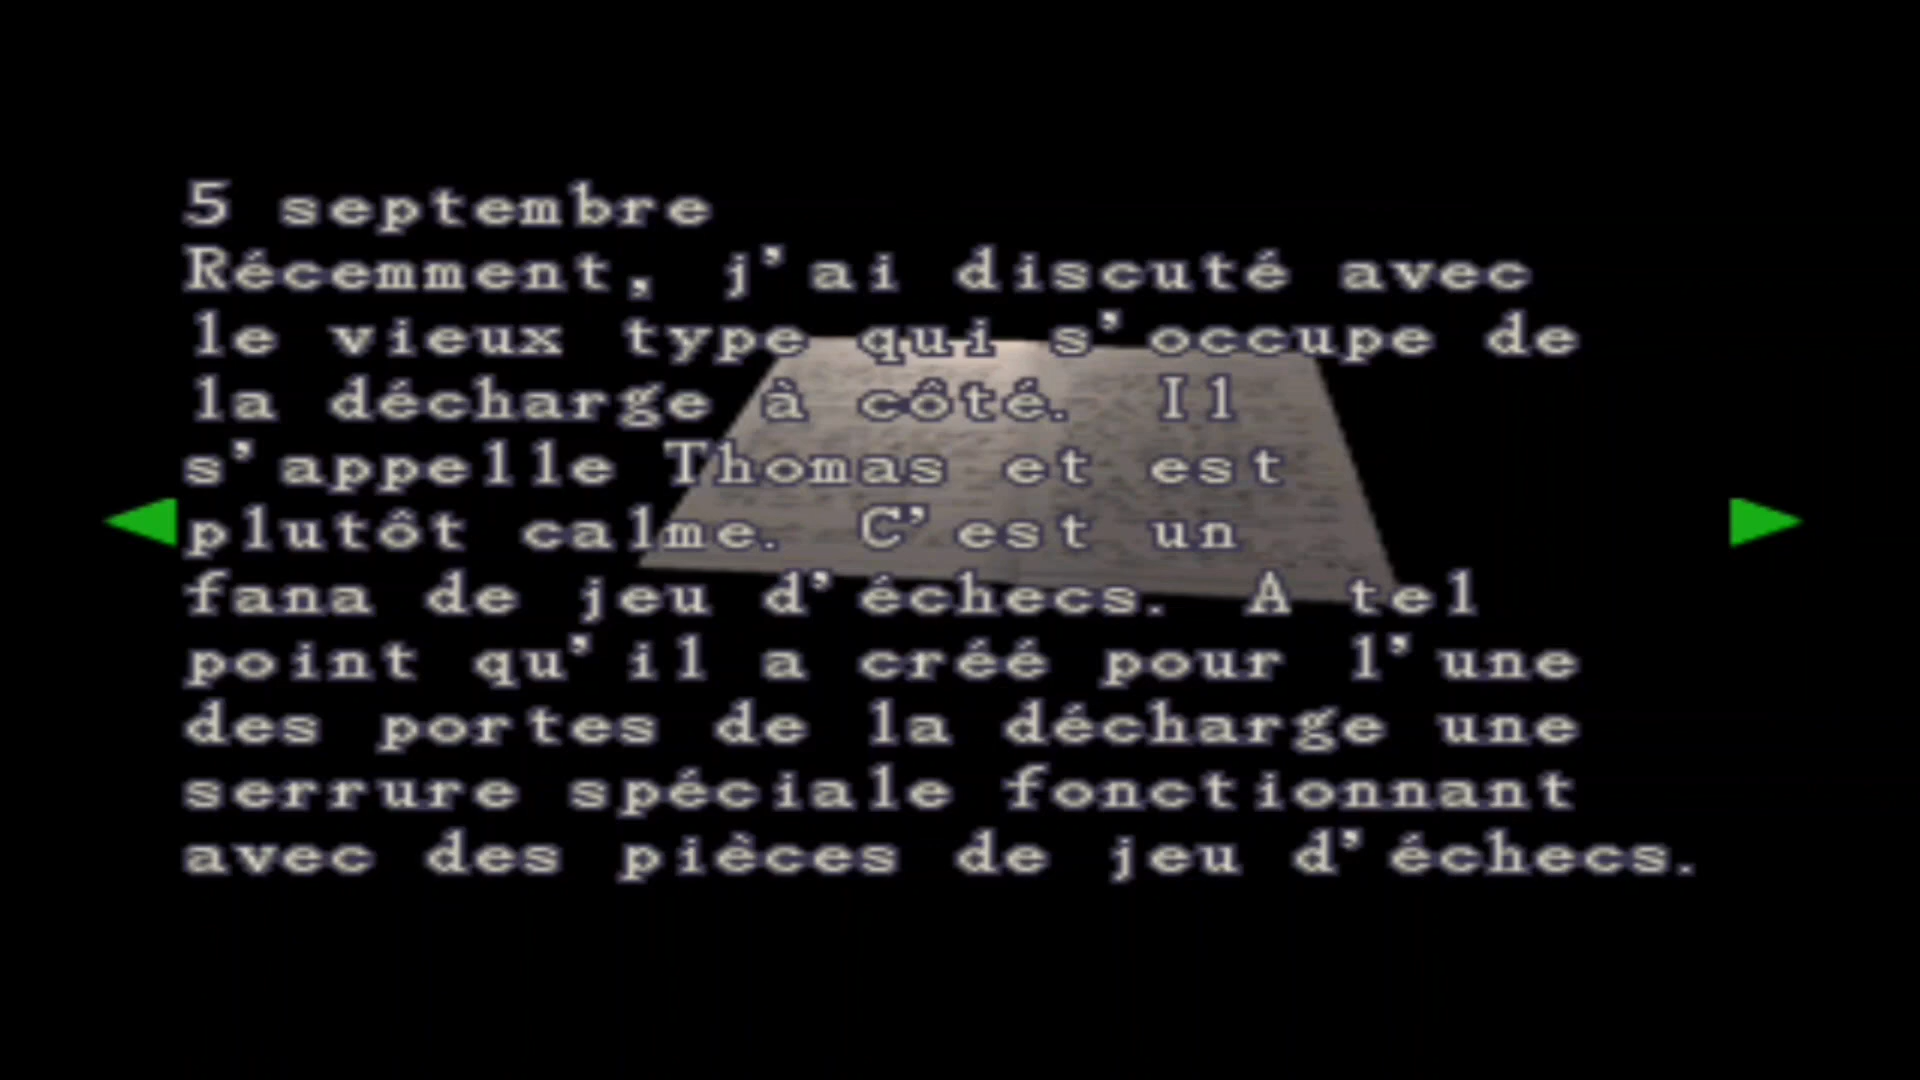 5 septembre
Récemment, j'ai discuté avec
le vieux type qui s'occupe de
la décharge à côté. Il
s'appelle Thomas et est
plutôt calme. C'est un
fana de jeu d'échecs. A tel
point qu'il a créé pour l'une
des portes de la décharge une
serrure spéciale fonctionnant
avec des pièces de jeu d'échecs.